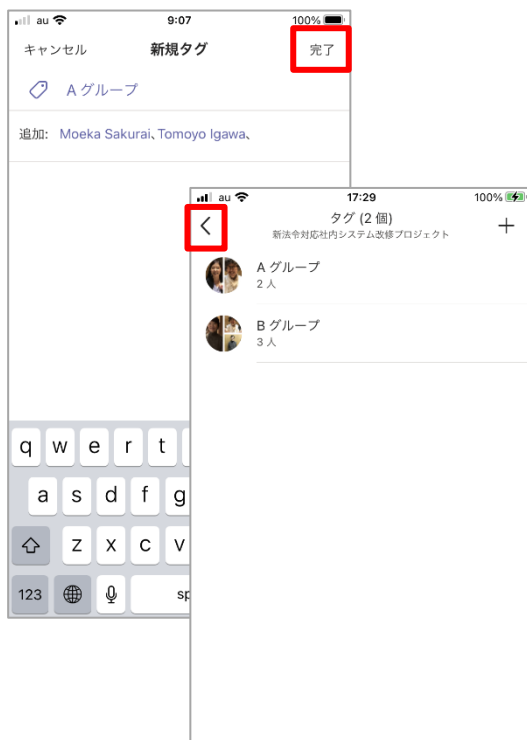 au 9:07 100%
キャンセル 新規タグ 完了
A グループ
追加: Moeka Sakurai、Tomoyo Igawa、
q w e r t
a s d f g
z x c v
123 sp
au 17:29 100%
タグ (2 個)
新法令対応社内システム改修プロジェクト
A グループ
2 人
B グループ
3 人